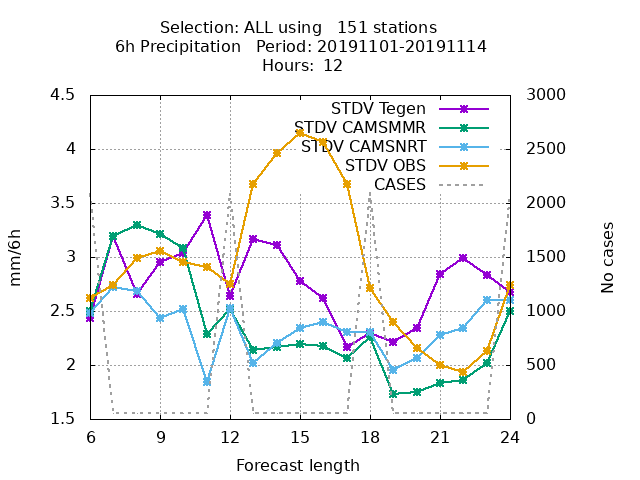 Selection: ALL using   151 stations
6h Precipitation   Period: 20191101-20191114
Hours:  12
4.5
4
3.5
3
2.5
2
1.5
3000
2500
2000
1500
1000
500
0
STDV Tegen
STDV CAMSMMR
STDV CAMSNRT
STDV OBS
CASES
mm/6h
No cases
6 9 12 15 18 21 24
Forecast length